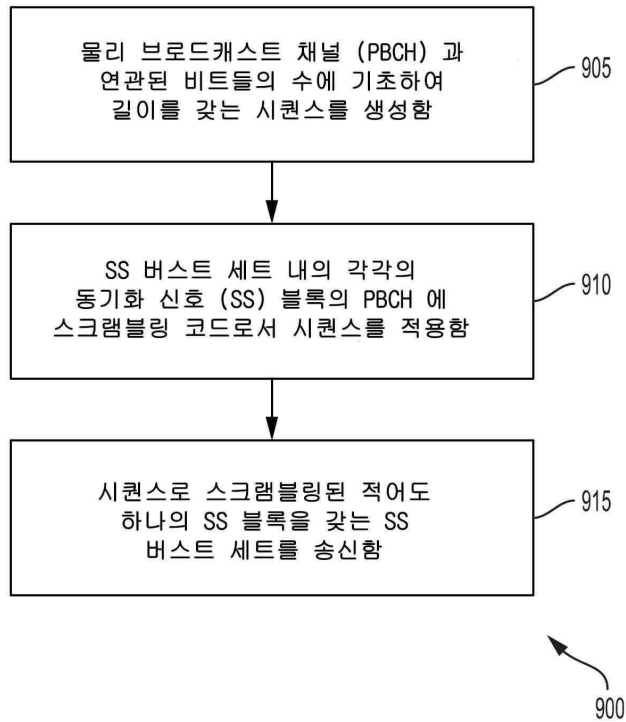 물리 브로드캐스트 채널 (PBCH) 과
연관된 비트들의 수에 기초하여
길이를 갖는 시퀀스를 생성함
905
SS 버스트 세트 내의 각각의
동기화 신호 (SS) 블록의 PBCH 에
스크램블링 코드로서 시퀀스를 적용함
910
시퀀스로 스크램블링된 적어도
하나의 SS 블록을 갖는 SS
버스트 세트를 송신함
915
900